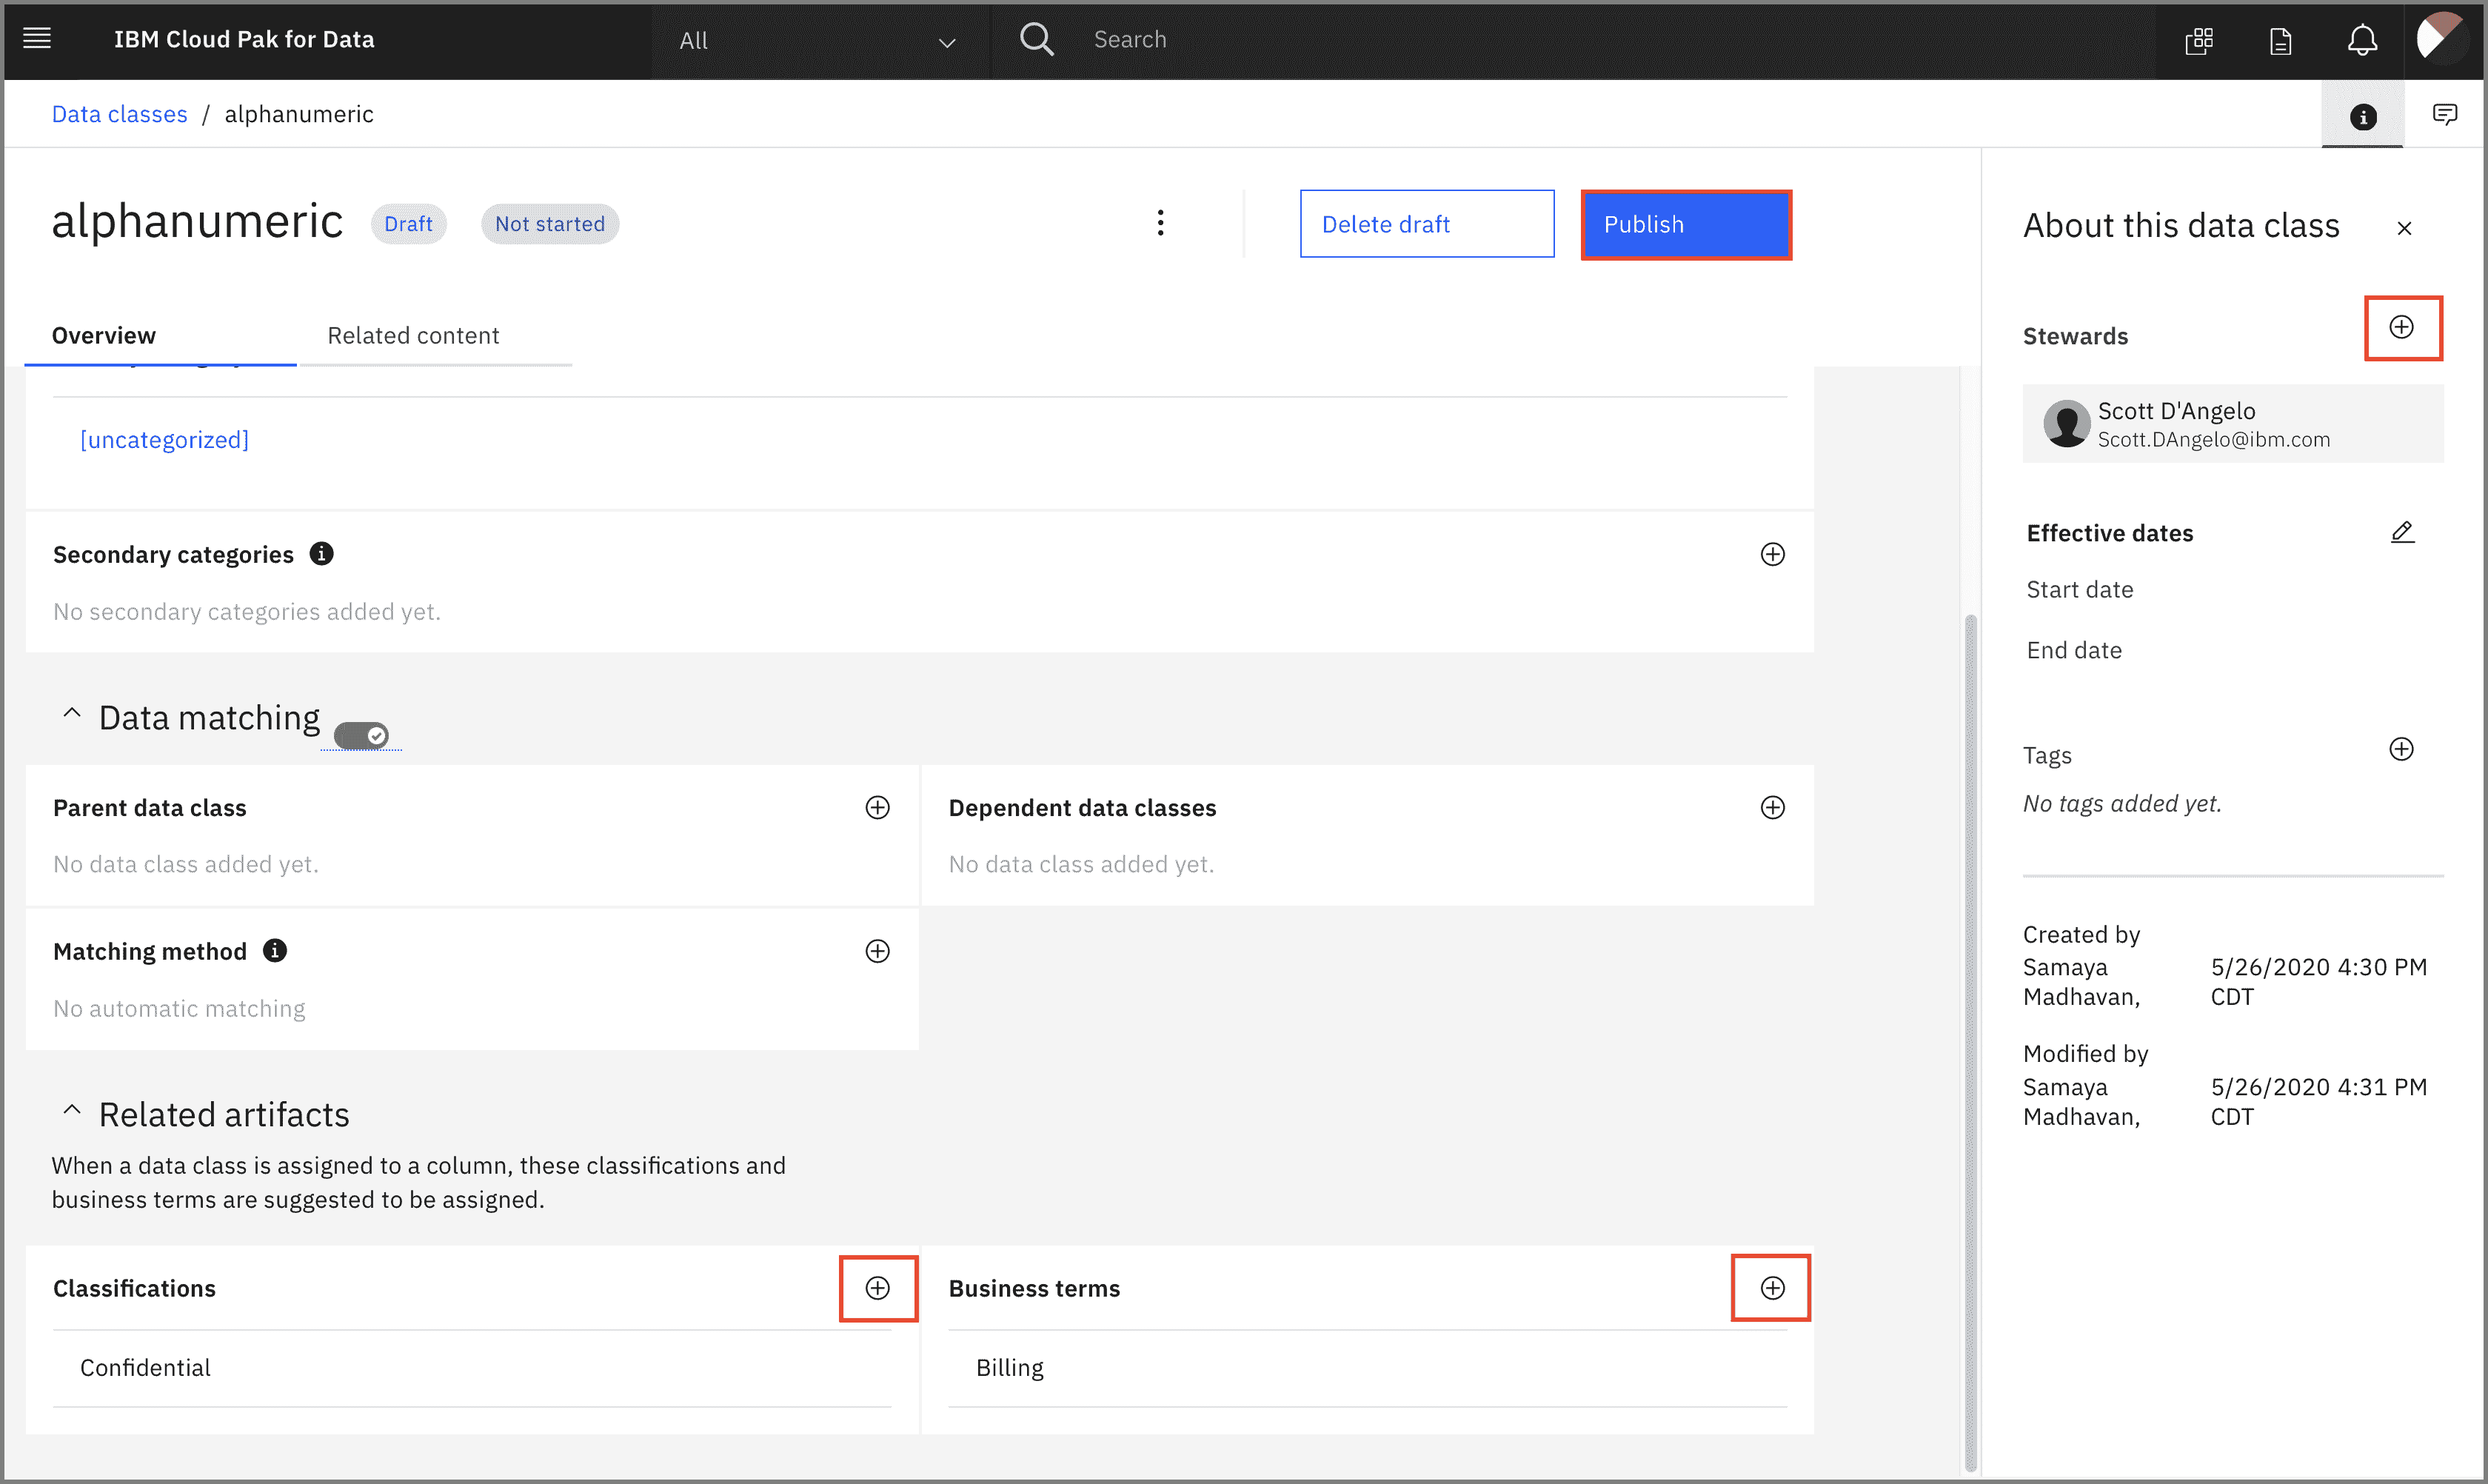 IBM Cloud Pak for Data
All
Search
Data classes / alphanumeric
alphanumeric
Draft
Not started
Delete draft
Publish
Overview
Related content
[uncategorized]
Secondary categories
No secondary categories added yet.
Data matching
Parent data class
No data class added yet.
Dependent data classes
No data class added yet.
Matching method
No automatic matching
Related artifacts
When a data class is assigned to a column, these classifications and
business terms are suggested to be assigned.
Classifications
Confidential
Business terms
Billing
About this data class
Stewards
Scott D'Angelo
Scott.DAngelo@ibm.com
Effective dates
Start date
End date
Tags
No tags added yet.
Created by
Samaya 5/26/2020 4:30 PM
Madhavan, CDT
Modified by
Samaya 5/26/2020 4:31 PM
Madhavan, CDT